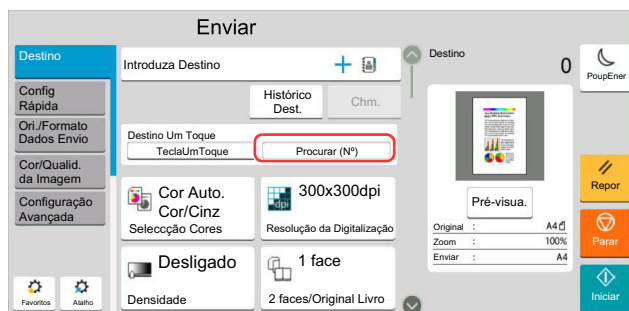 Enviar
Destino
Config
Rápida
Ori./Formato
Dados Envio
Cor/Qualid.
da Imagem
Configuração
Avançada
Favoritos
Atalho
Introduza Destino
Histórico
Dest.
Chm.
Destino Um Toque
TeclaUmToque
Procurar (Nº)
Cor Auto.
Cor/Cinz
Seleccção Cores
300x300dpi
dpi
Resolução da Digitalização
Desligado
Densidade
1 face
2 faces/Original Livro
Destino
0
Pré-visua.
Original : A4
Zoom : 100%
Enviar : A4
PoupEner
Repor
Parar
Iniciar